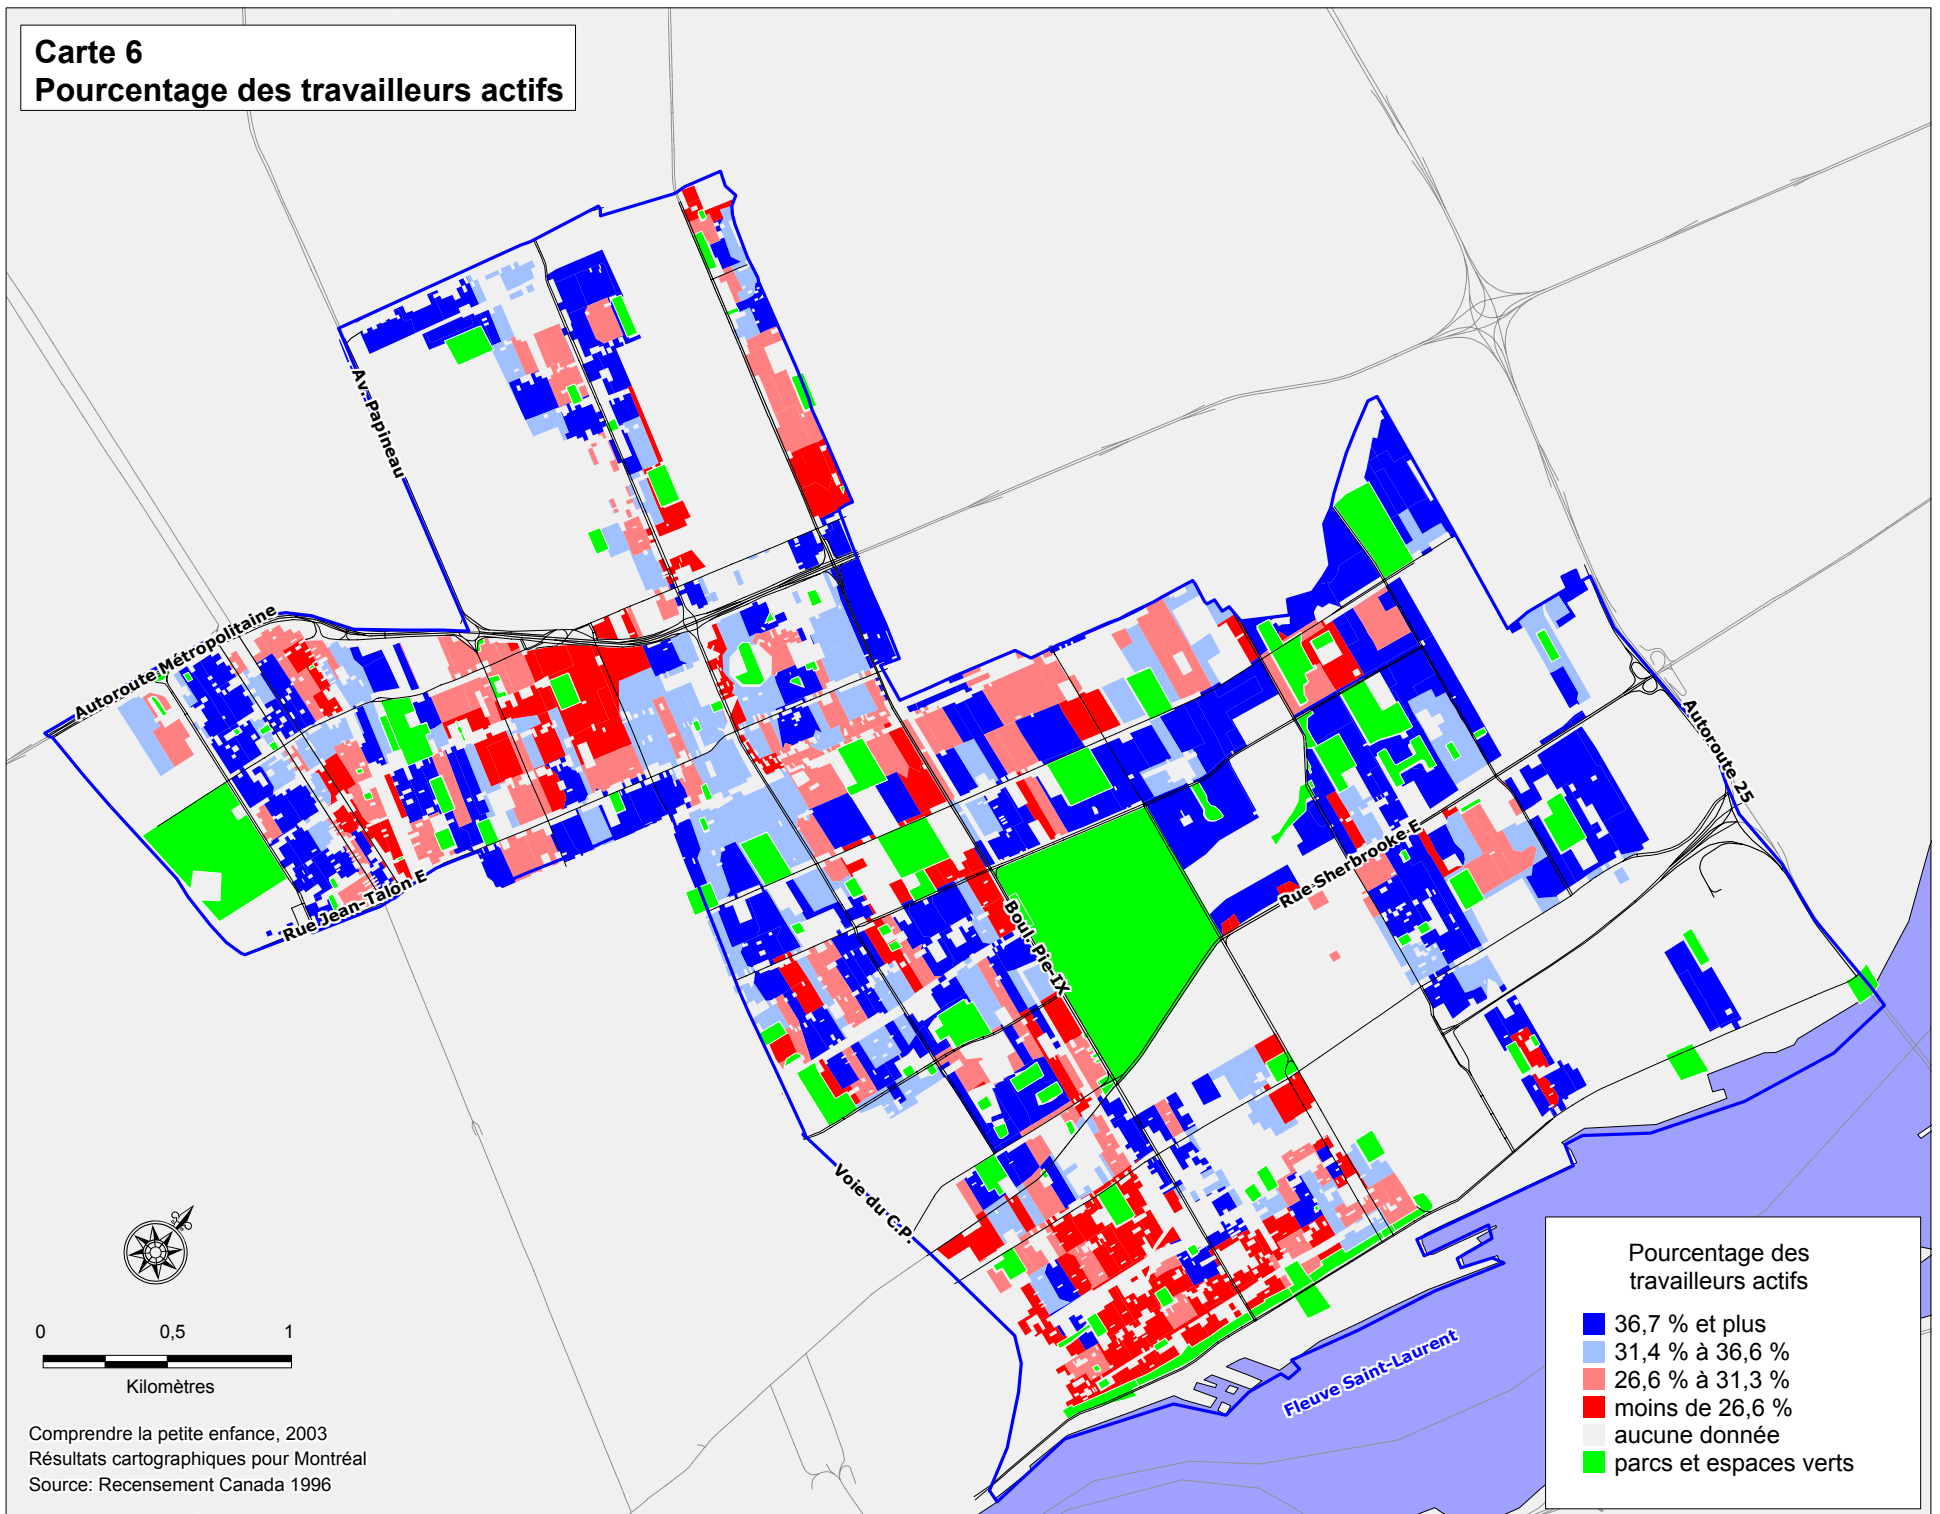 Carte 6
Pourcentage des travailleurs actifs
Av. Papineau
Autoroute Métropolitaine
Autoroute 25
Rue Sherbrooke E
Rue Jean-Talon E
Boul. Pie-IX
Voie du C.P.
Fleuve Saint-Laurent
0 0,5 1
Kilomètres
Comprendre la petite enfance, 2003
Résultats cartographiques pour Montréal
Source: Recensement Canada 1996
Pourcentage des
travailleurs actifs
36,7 % et plus
31,4 % à 36,6 %
26,6 % à 31,3 %
moins de 26,6 %
aucune donnée
parcs et espaces verts